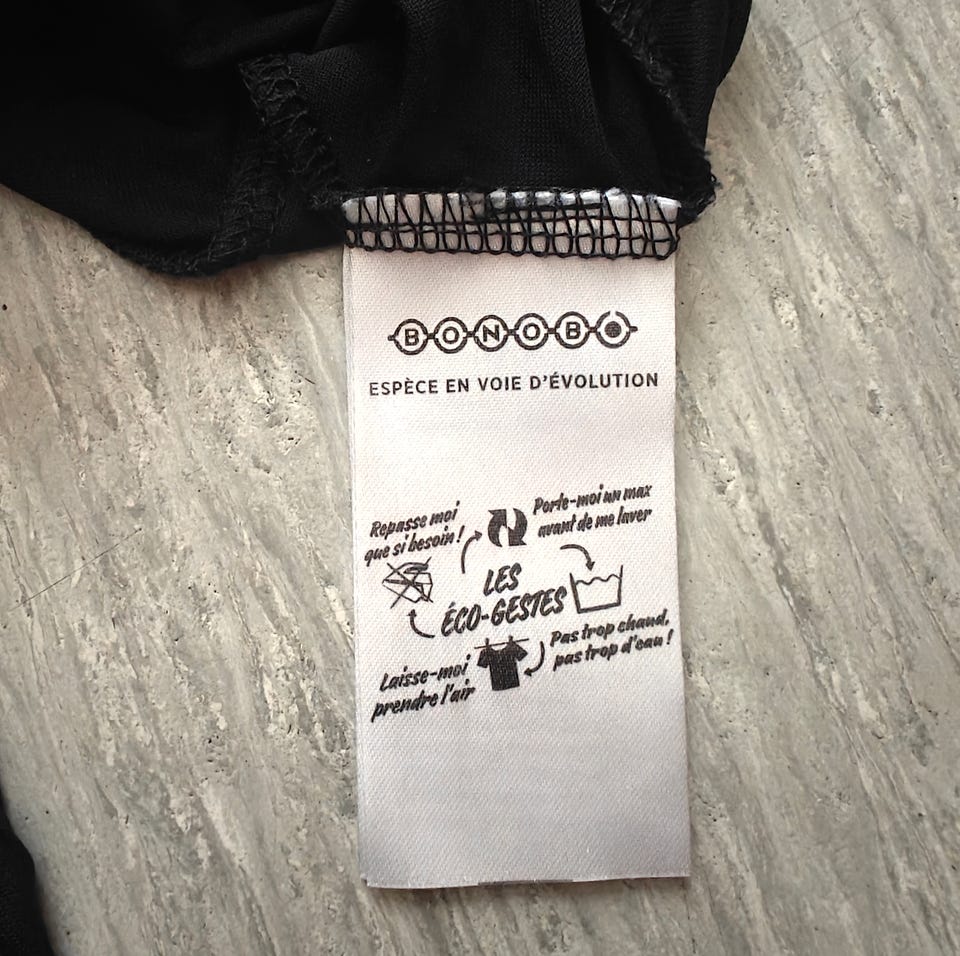 BONOBO
ESPÈCE EN VOIE D'ÉVOLUTION
Repasse moi
que si besoin !
Porte-moi un max
avant de me laver
LES
ÉCO-GESTES
Pas trop chaud,
pas trop d'eau !
Laisse-moi
prendre l'air